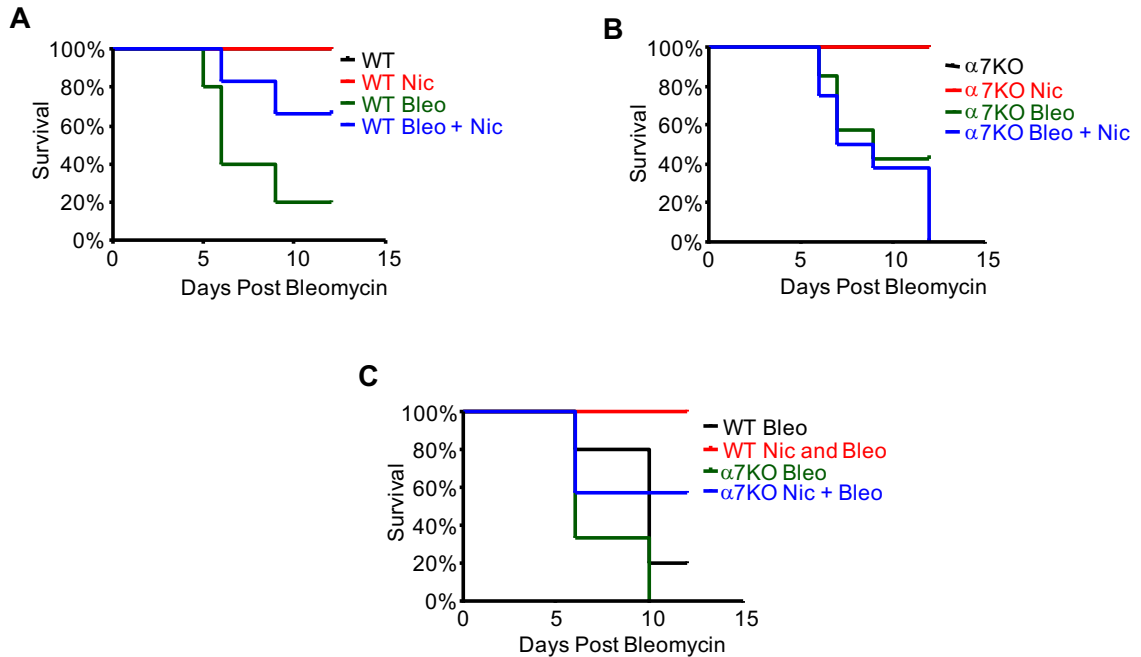 A
100%
80%
60%
40%
20%
0%
Survival
0
5
10
15
Days Post Bleomycin
WT
WT Nic
WT Bleo
WT Bleo + Nic
B
100%
80%
60%
40%
20%
0%
Survival
0
5
10
15
Days Post Bleomycin
α7KO
α7KO Nic
α7KO Bleo
α7KO Bleo + Nic
C
100%
80%
60%
40%
20%
0%
Survival
0
5
10
15
Days Post Bleomycin
WT Bleo
WT Nic and Bleo
α7KO Bleo
α7KO Nic + Bleo